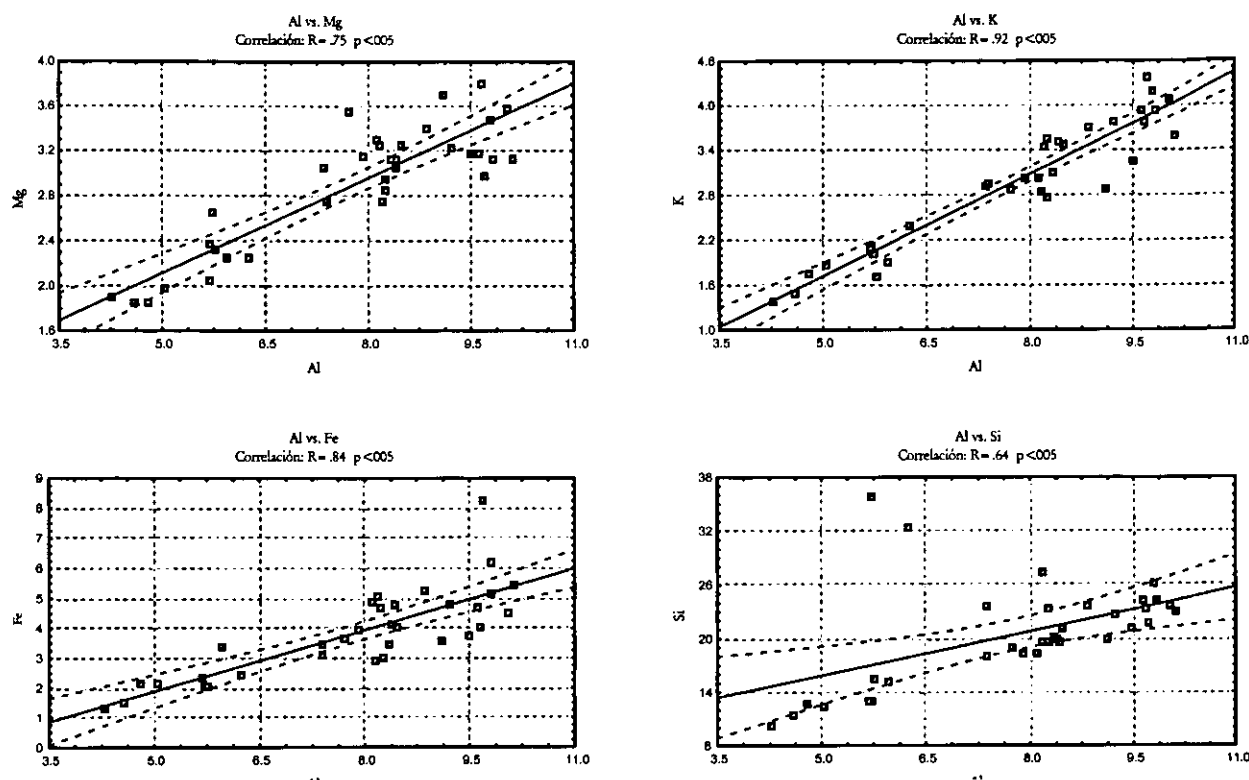 Al vs. Mg
Correlación: R= .75 p<005
4.0
3.6
3.2
2.8
2.4
2.0
1.6
Mg
3.5 5.0 6.5 8.0 9.5 11.0
Al
Al vs. K
Correlación: R= .92 p<005
4.8
4.0
3.4
2.8
2.2
1.6
1.0
K
3.5 5.0 6.5 8.0 9.5 11.0
Al
Al vs. Fe
Correlación: R= .84 p<005
9
8
7
6
5
4
3
2
1
0
Fe
3.5 5.0 6.5 8.0 9.5 11.0
Al vs. Si
Correlación: R= .64 p<005
38
32
26
20
14
8
Si
3.5 5.0 6.5 8.0 9.5 11.0